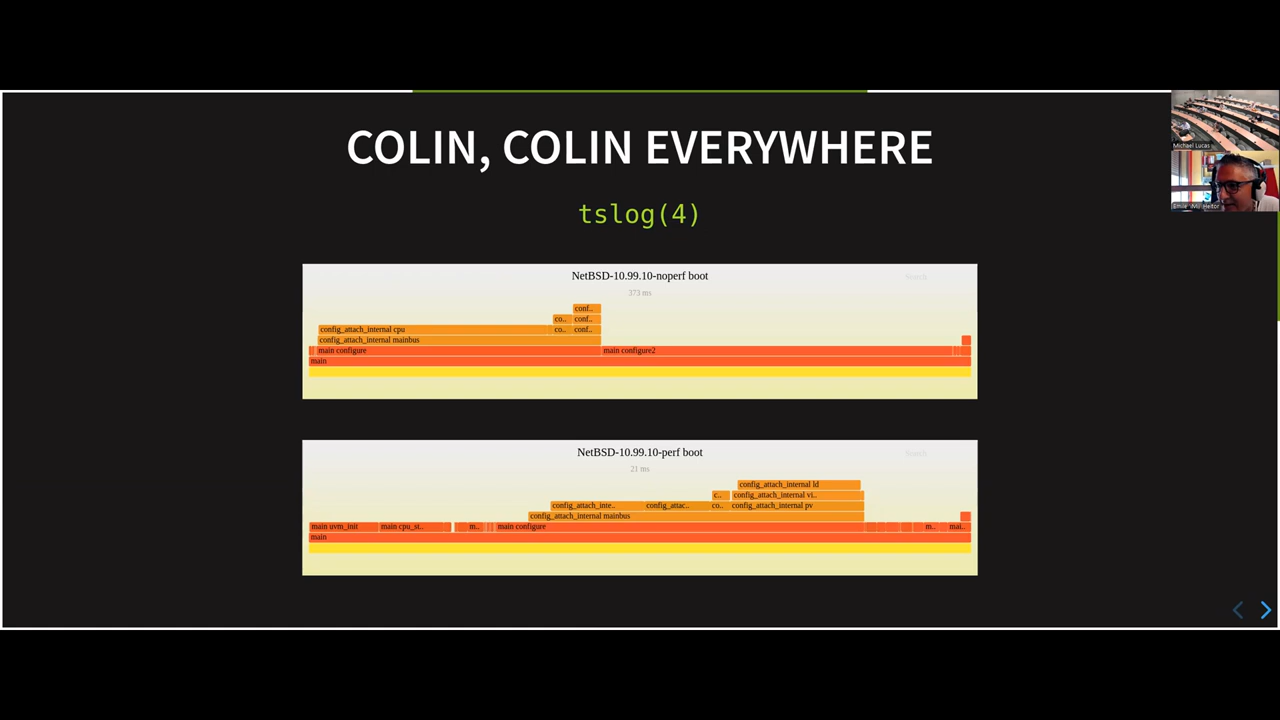 COLIN, COLIN EVERYWHERE
Michael Lucas
tslog(4)
NetBSD-10.99.10-noperf boot
Search
373 ms
conf..
co.. conf..
config_attach_internal cpu co.. conf..
config_attach_internal mainbus
main configure main configure2
main
NetBSD-10.99.10-perf boot
Search
21 ms
config_attach_internal ld
c.. config_attach_internal vi..
config_attach_inte.. config_attac.. co.. config_attach_internal pv
config_attach_internal mainbus
main uvm_init main cpu_st.. m.. main configure m.. mai..
main